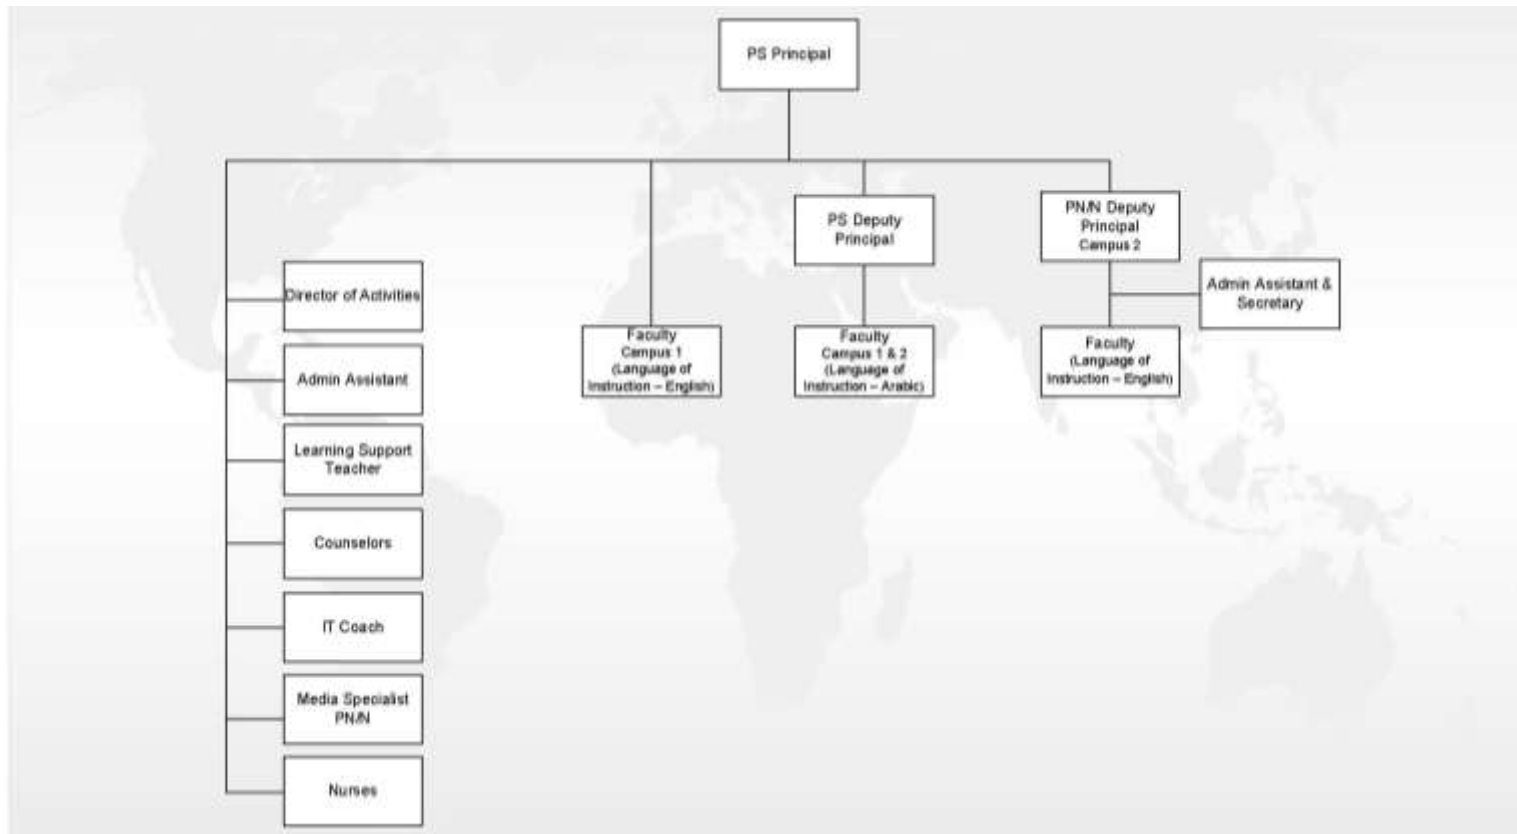 PS Principal
PS Deputy
Principal
PN/N Deputy
Principal
Campus 2
Admin Assistant &
Secretary
Faculty
Campus 1
(Language of
Instruction – English)
Faculty
Campus 1 & 2
(Language of
Instruction – Arabic)
Faculty
(Language of
Instruction – English)
Director of Activities
Admin Assistant
Learning Support
Teacher
Counselors
IT Coach
Media Specialist
PN/N
Nurses